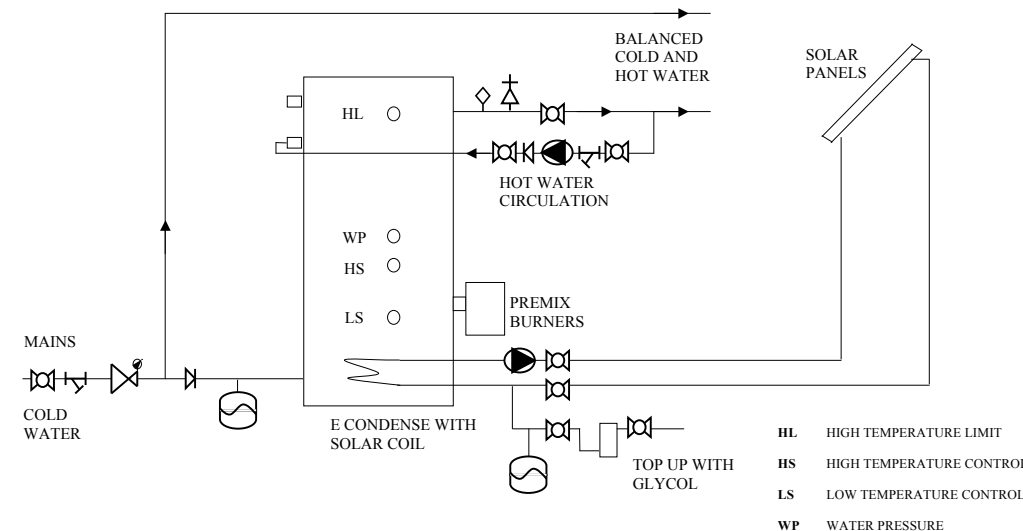 BALANCED
COLD AND
HOT WATER
SOLAR
PANELS
HL
HOT WATER
CIRCULATION
WP
HS
LS
PREMIX
BURNERS
MAINS
COLD
WATER
E CONDENSE WITH
SOLAR COIL
TOP UP WITH
GLYCOL
HL HIGH TEMPERATURE LIMIT
HS HIGH TEMPERATURE CONTROL
LS LOW TEMPERATURE CONTROL
WP WATER PRESSURE